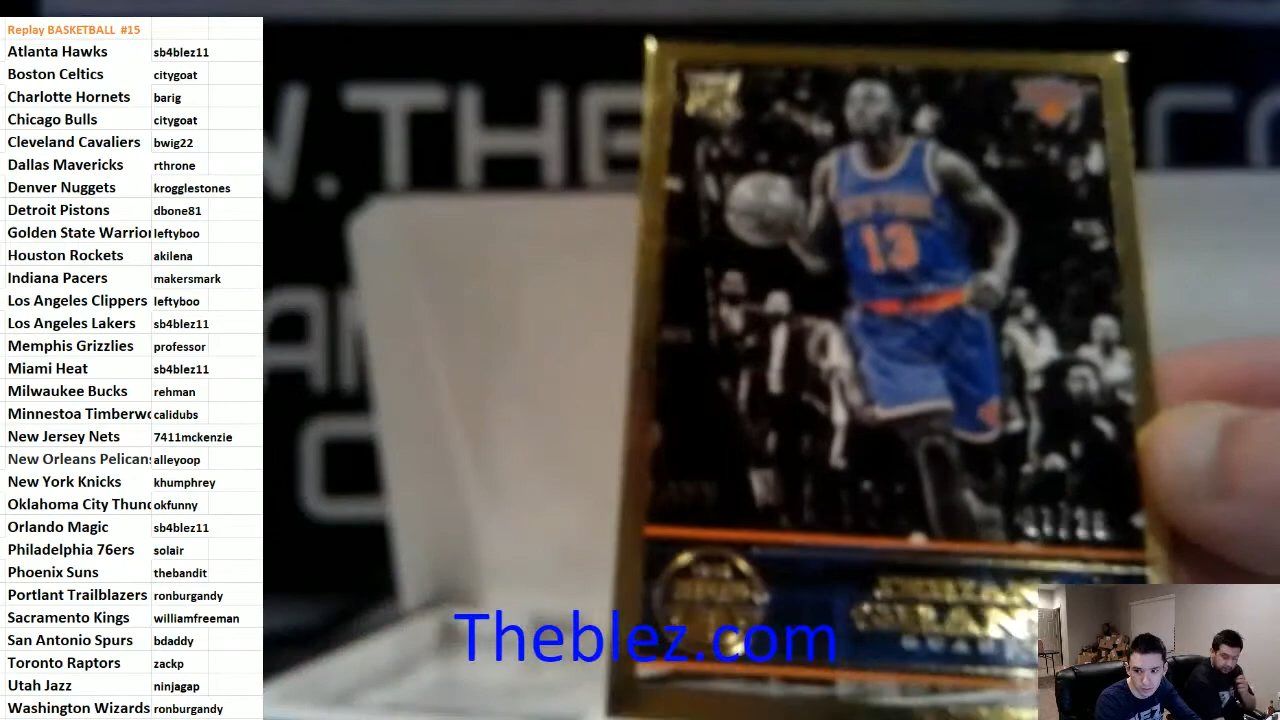 Replay BASKETBALL #15
Atlanta Hawks sb4blez11
Boston Celtics citygoat
Charlotte Hornets barig
Chicago Bulls citygoat
Cleveland Cavaliers bwig22
Dallas Mavericks rthrone
Denver Nuggets krogglestones
Detroit Pistons dbone81
Golden State Warrior leftyboo
Houston Rockets akilena
Indiana Pacers makersmark
Los Angeles Clippers leftyboo
Los Angeles Lakers sb4blez11
Memphis Grizzlies professor
Miami Heat sb4blez11
Milwaukee Bucks rehman
Minnestoa Timberwo calidubs
New Jersey Nets 7411mckenzie
New Orleans Pelicans alleyoop
New York Knicks khumphrey
Oklahoma City Thund okfunny
Orlando Magic sb4blez11
Philadelphia 76ers solair
Phoenix Suns thebandit
Portlant Trailblazers ronburgandy
Sacramento Kings williamfreeman
San Antonio Spurs bdaddy
Toronto Raptors zackp
Utah Jazz ninjagap
Washington Wizards ronburgandy
W.THE
13
Theblez.com